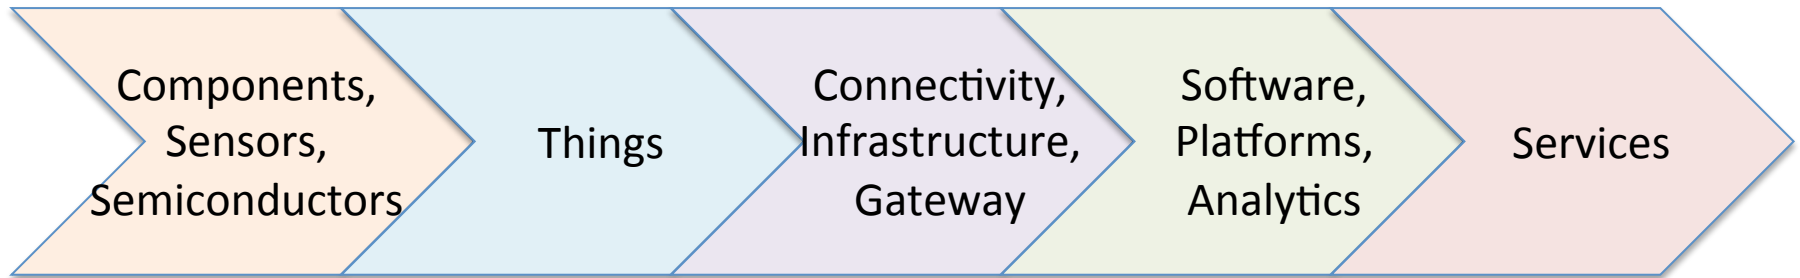 Components,
Sensors,
Semiconductors
Things
Connectivity,
Infrastructure,
Gateway
Software,
Platforms,
Analytics
Services